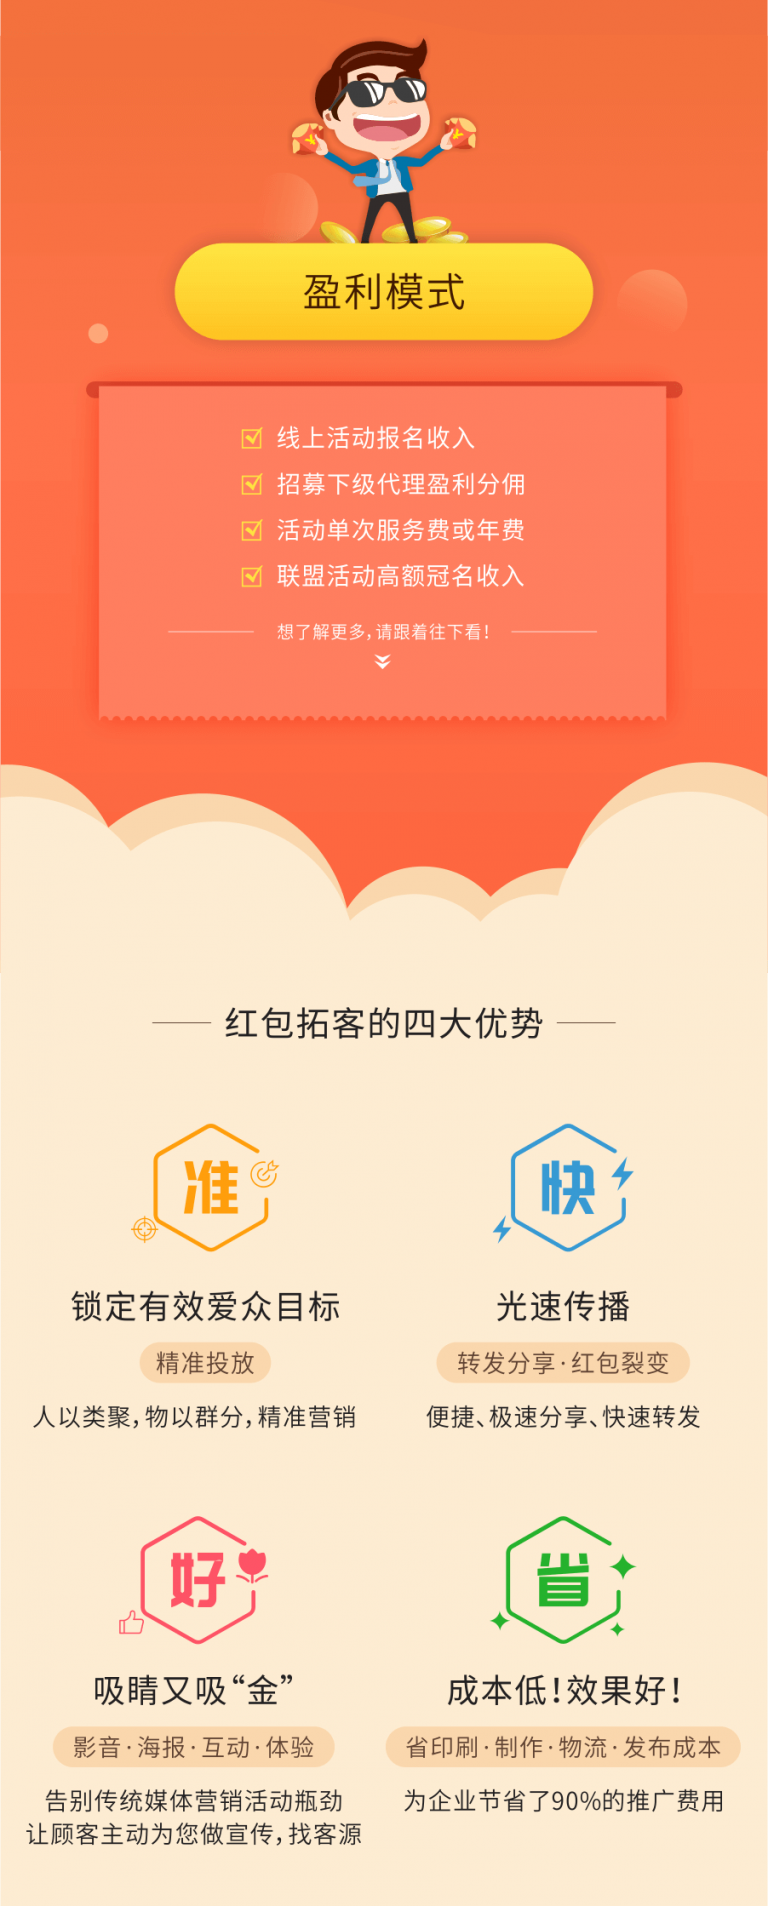 盈利模式
线上活动报名收入
招募下级代理盈利分佣
活动单次服务费或年费
联盟活动高额冠名收入
想了解更多，请跟着往下看！
红包拓客的四大优势
准
快
锁定有效爱众目标
光速传播
精准投放
转发分享·红包裂变
人以类聚，物以群分，精准营销
便捷、极速分享、快速转发
好
省
吸睛又吸“金”
成本低！效果好！
影音·海报·互动·体验
省印刷·制作·物流·发布成本
告别传统媒体营销活动瓶劲
让顾客主动为您做宣传，找客源
为企业节省了90%的推广费用